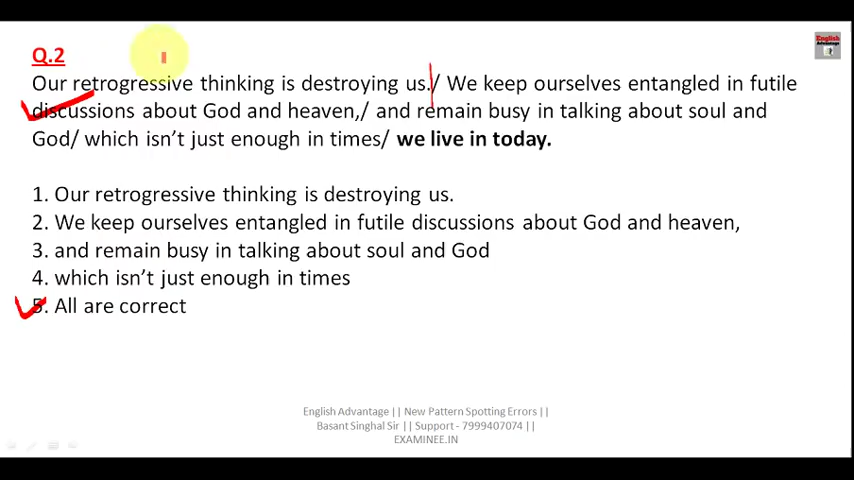 English
Advantage
Q.2
Our retrogressive thinking is destroying us./ We keep ourselves entangled in futile
discussions about God and heaven,/ and remain busy in talking about soul and
God/ which isn’t just enough in times/ we live in today.
1. Our retrogressive thinking is destroying us.
2. We keep ourselves entangled in futile discussions about God and heaven,
3. and remain busy in talking about soul and God
4. which isn’t just enough in times
5. All are correct
English Advantage || New Pattern Spotting Errors ||
Basant Singhal Sir || Support - 7999407074 ||
EXAMINEE.IN